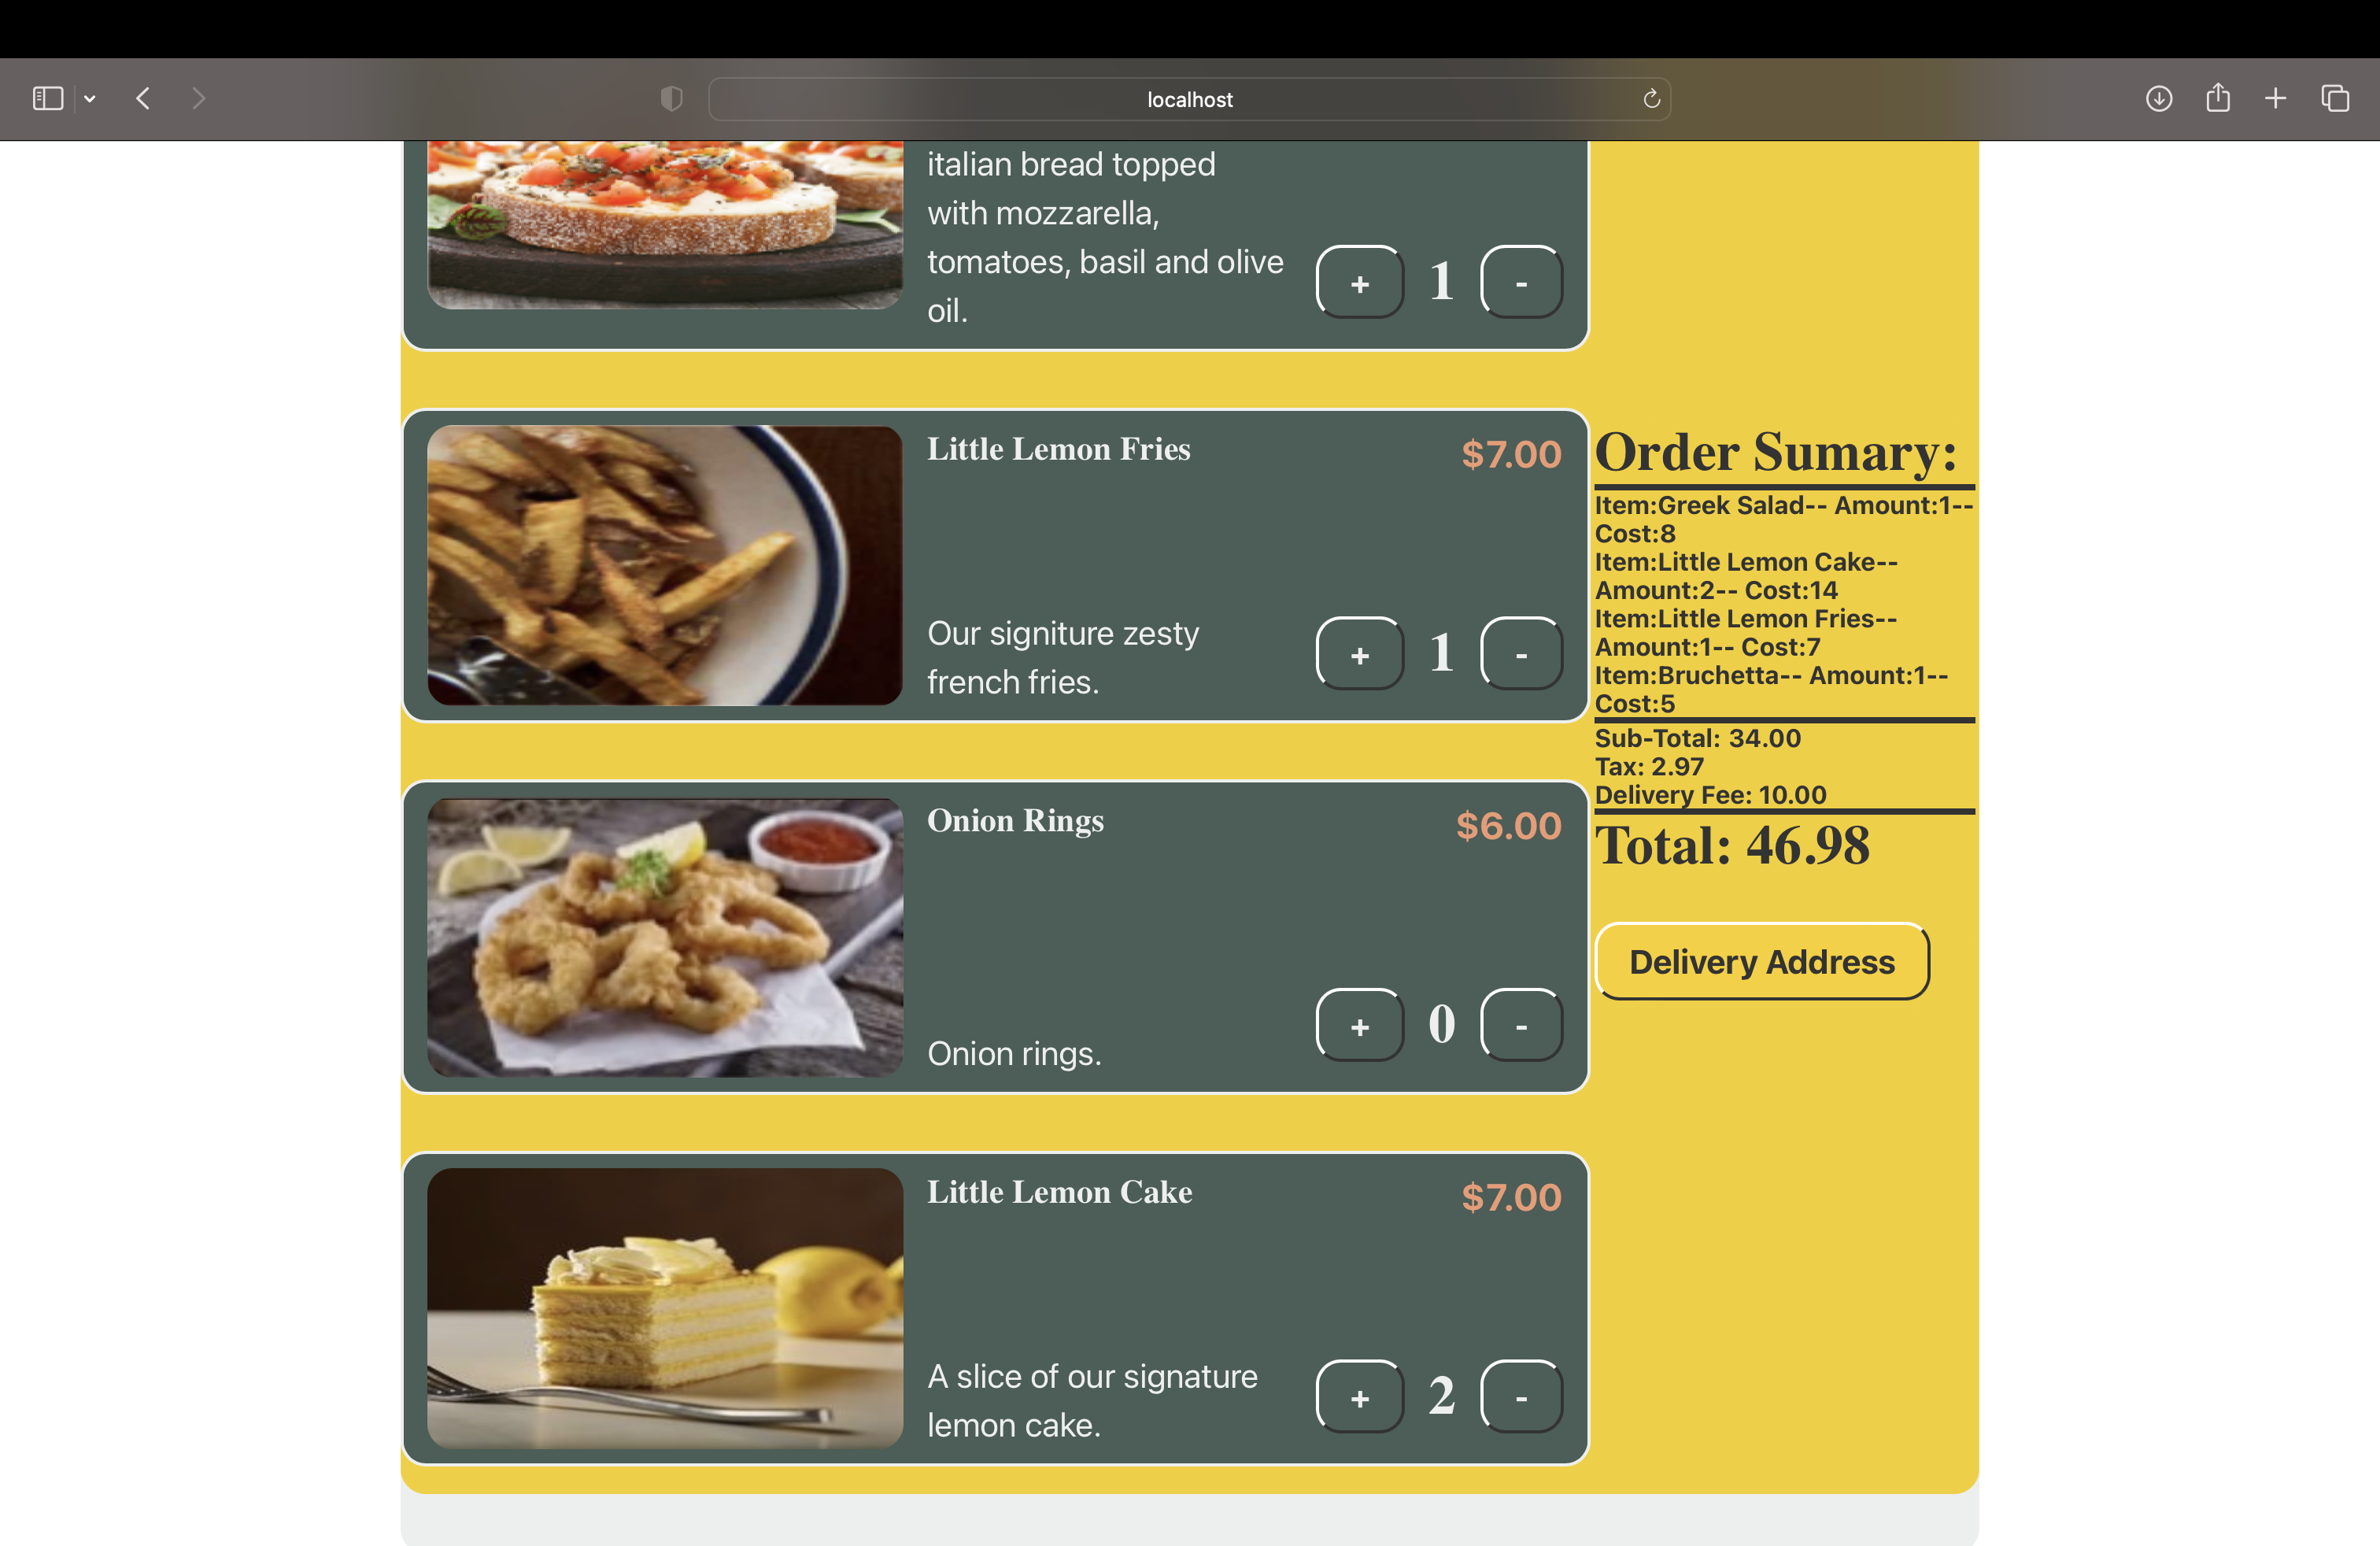 localhost
italian bread topped
with mozzarella,
tomatoes, basil and olive
oil.
+ 1 -
Little Lemon Fries
$7.00
Our signiture zesty
french fries.
+ 1 -
Onion Rings
$6.00
Onion rings.
+ 0 -
Little Lemon Cake
$7.00
A slice of our signature
lemon cake.
+ 2 -
Order Sumary:
Item:Greek Salad-- Amount:1--
Cost:8
Item:Little Lemon Cake--
Amount:2-- Cost:14
Item:Little Lemon Fries--
Amount:1-- Cost:7
Item:Bruchetta-- Amount:1--
Cost:5
Sub-Total: 34.00
Tax: 2.97
Delivery Fee: 10.00
Total: 46.98
Delivery Address